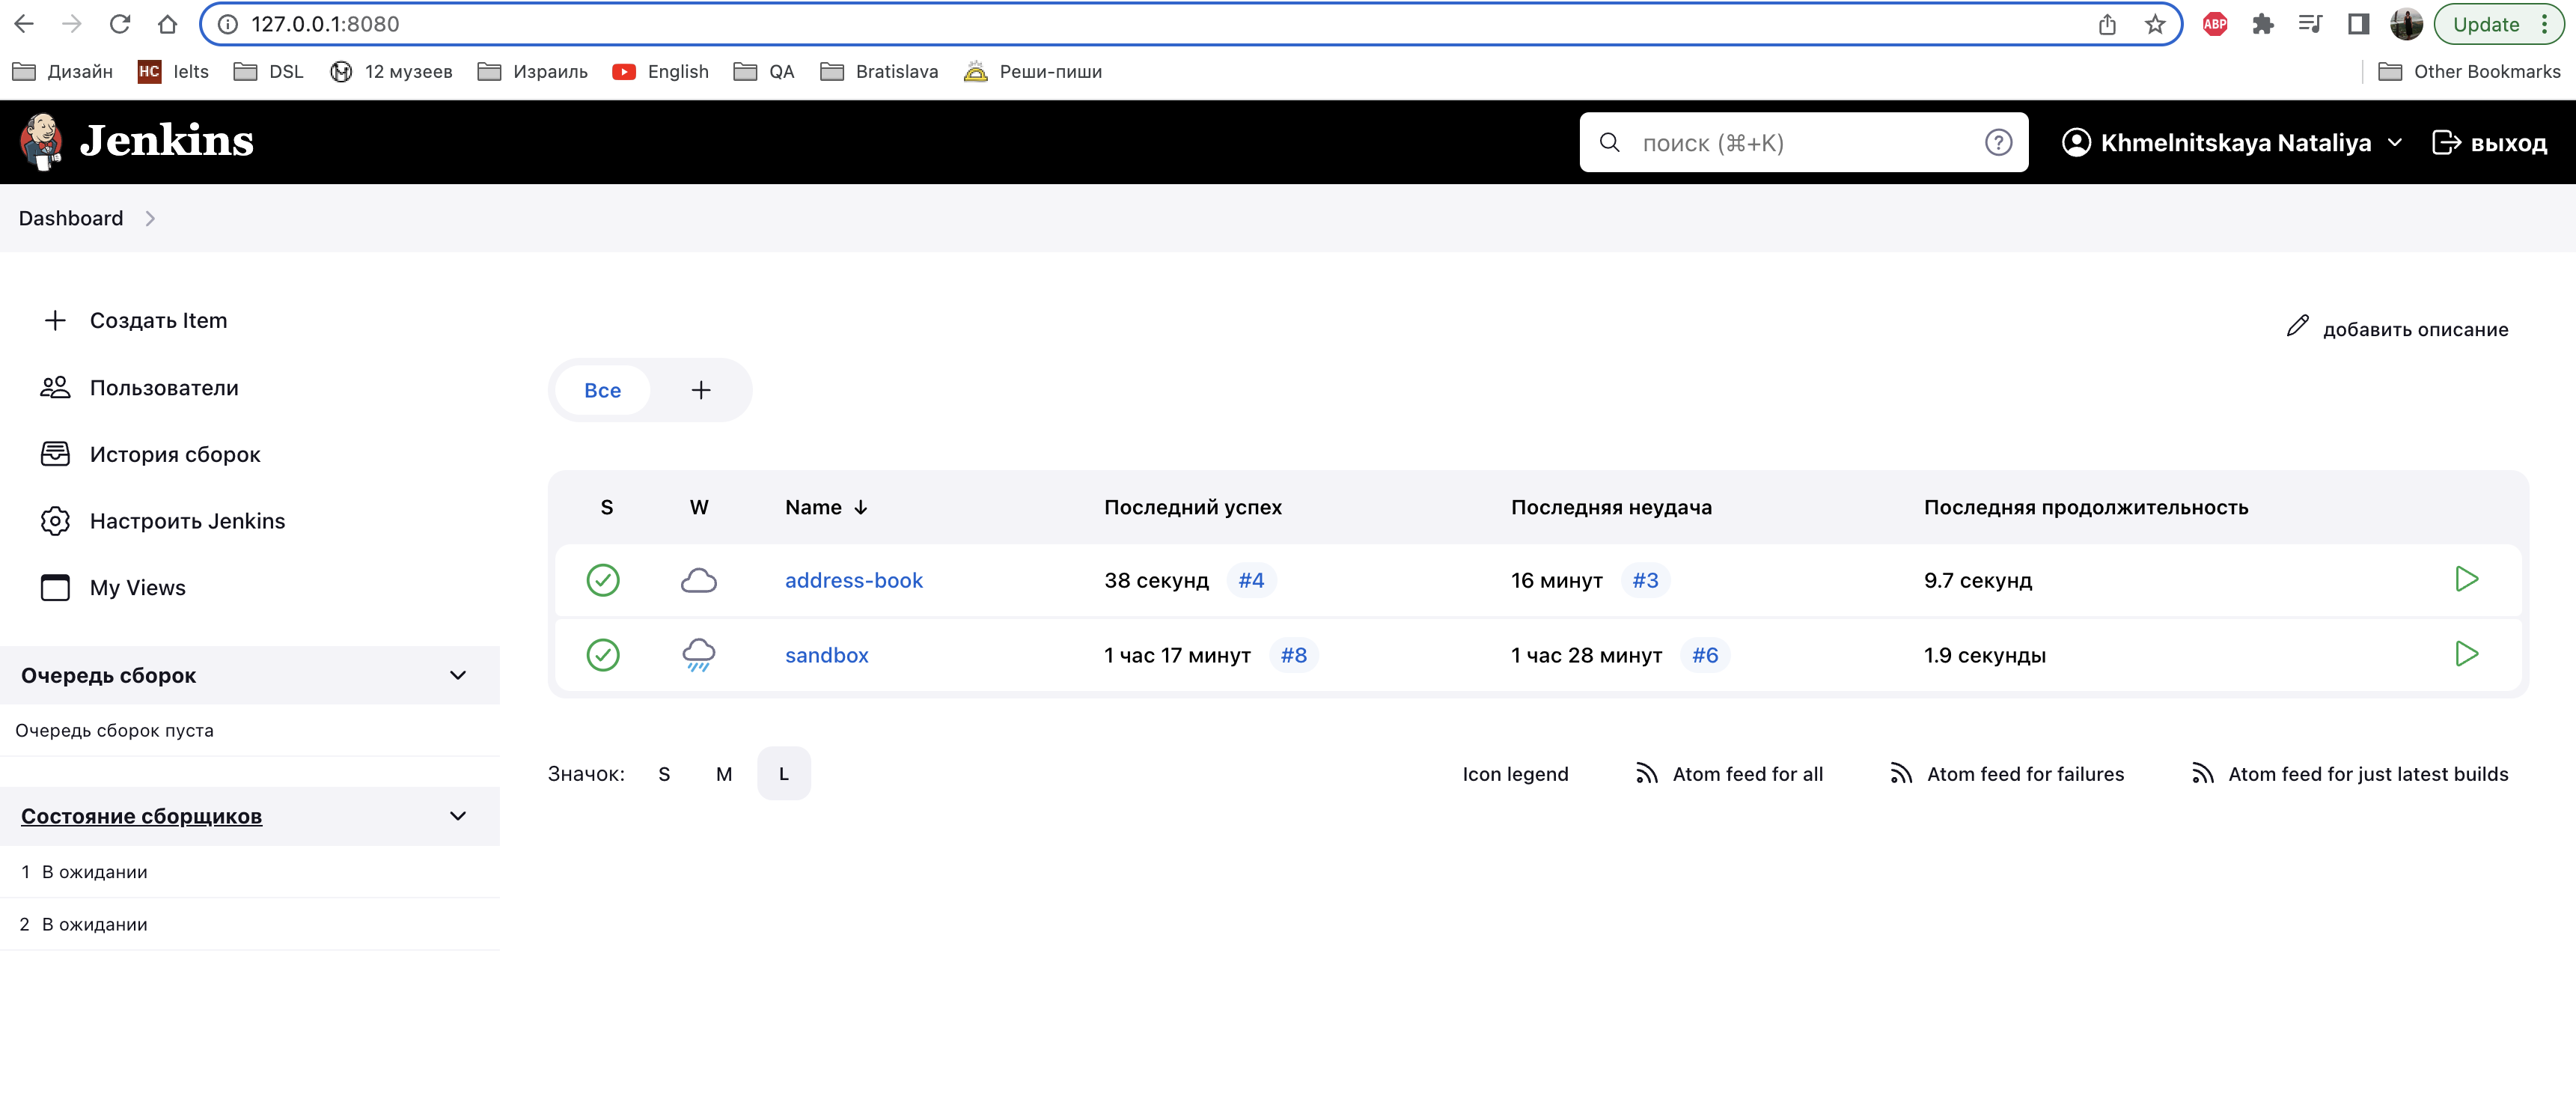 127.0.0.1:8080
ABP
Update
Дизайн HC Ielts DSL 12 музеев Израиль English QA Bratislava Реши-пиши Other Bookmarks
Jenkins
поиск (⌘+K) ?
Khmelnitskaya Nataliya
выход
Dashboard
Создать Item
добавить описание
Пользователи
Все +
История сборок
Настроить Jenkins
My Views
S W Name ↓ Последний успех Последняя неудача Последняя продолжительность
address-book 38 секунд #4 16 минут #3 9.7 секунд
sandbox 1 час 17 минут #8 1 час 28 минут #6 1.9 секунды
Очередь сборок
Очередь сборок пуста
Значок: S M L
Icon legend Atom feed for all Atom feed for failures Atom feed for just latest builds
Состояние сборщиков
1 В ожидании
2 В ожидании